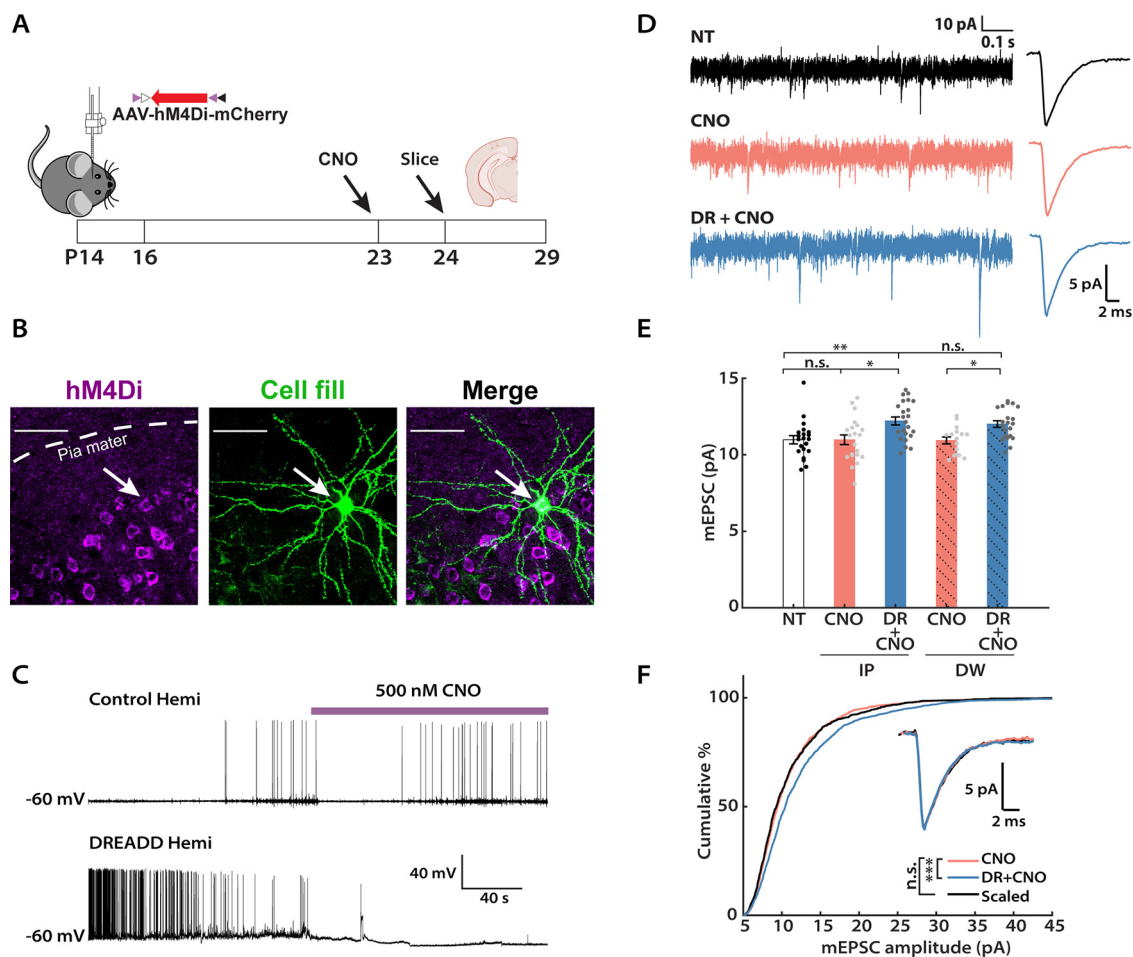 A
AAV-hM4Di-mCherry
CNO
Slice
P14 16 23 24 29
B
hM4Di
Cell fill
Merge
Pia mater
C
500 nM CNO
Control Hemi
-60 mV
DREADD Hemi
40 mV
40 s
-60 mV
D
10 pA
0.1 s
NT
CNO
DR + CNO
5 pA
2 ms
E
n.s.
**
n.s.
*
*
15
10
5
0
mEPSC (pA)
NT CNO DR + CNO CNO DR + CNO
IP DW
F
100
50
0
Cumulative %
5 pA
2 ms
CNO
DR+CNO
Scaled
n.s.
***
5 10 15 20 25 30 35 40 45
mEPSC amplitude (pA)